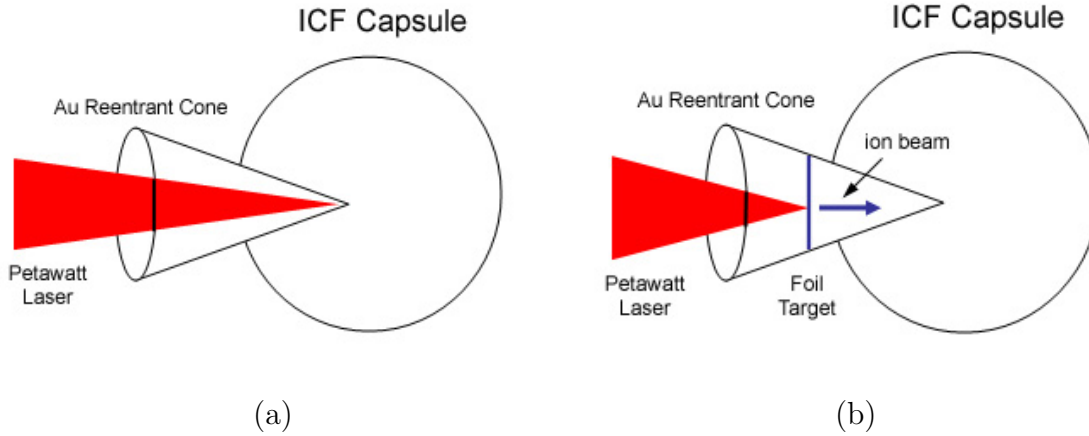 ICF Capsule
Au Reentrant Cone
Petawatt
Laser
(a)
ICF Capsule
Au Reentrant Cone
ion beam
Petawatt
Laser
Foil
Target
(b)